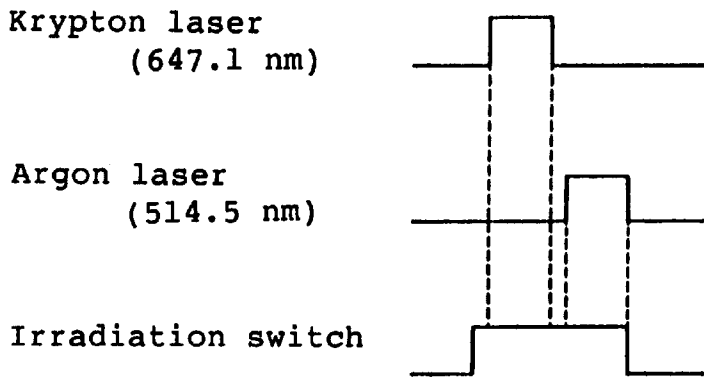 Krypton laser
(647.1 nm)
Argon laser
(514.5 nm)
Irradiation switch